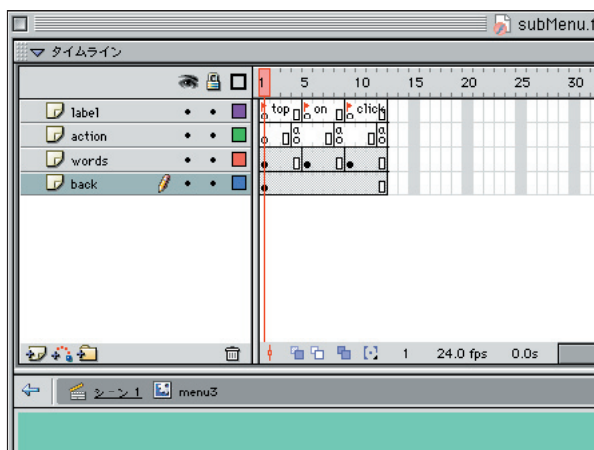 subMenu.f
タイムライン
1 5 10 15 20 25 30
label top on click
action a a a
words
back
1 24.0 fps 0.0s
シーン 1 menu3